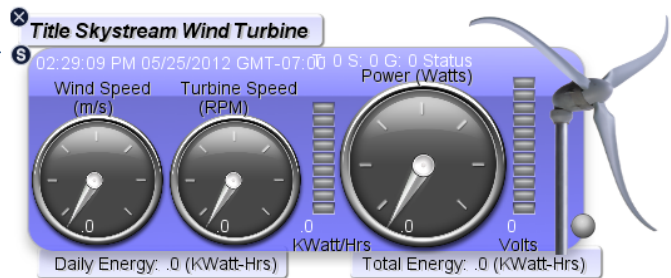 X
Title Skystream Wind Turbine
S
02:29:09 PM 05/25/2012 GMT-07:00 T: 0 S: 0 G: 0 Status
Wind Speed
(m/s)
Turbine Speed
(RPM)
Power (Watts)
.0
.0
.0
.0
0
KWatt/Hrs
Volts
Daily Energy: .0 (KWatt-Hrs)
Total Energy: .0 (KWatt-Hrs)